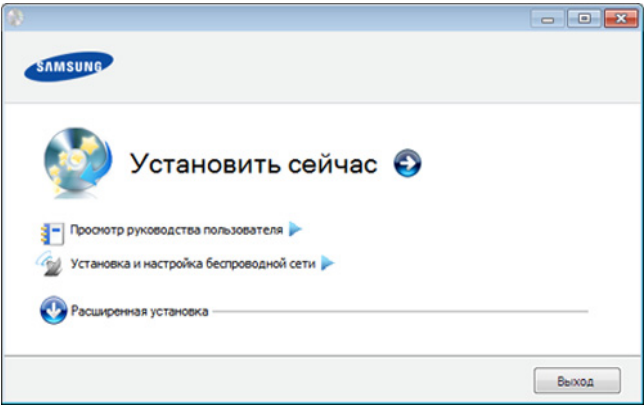 SAMSUNG
Установить сейчас
Просмотр руководства пользователя
Установка и настройка беспроводной сети
Расширенная установка
Выход